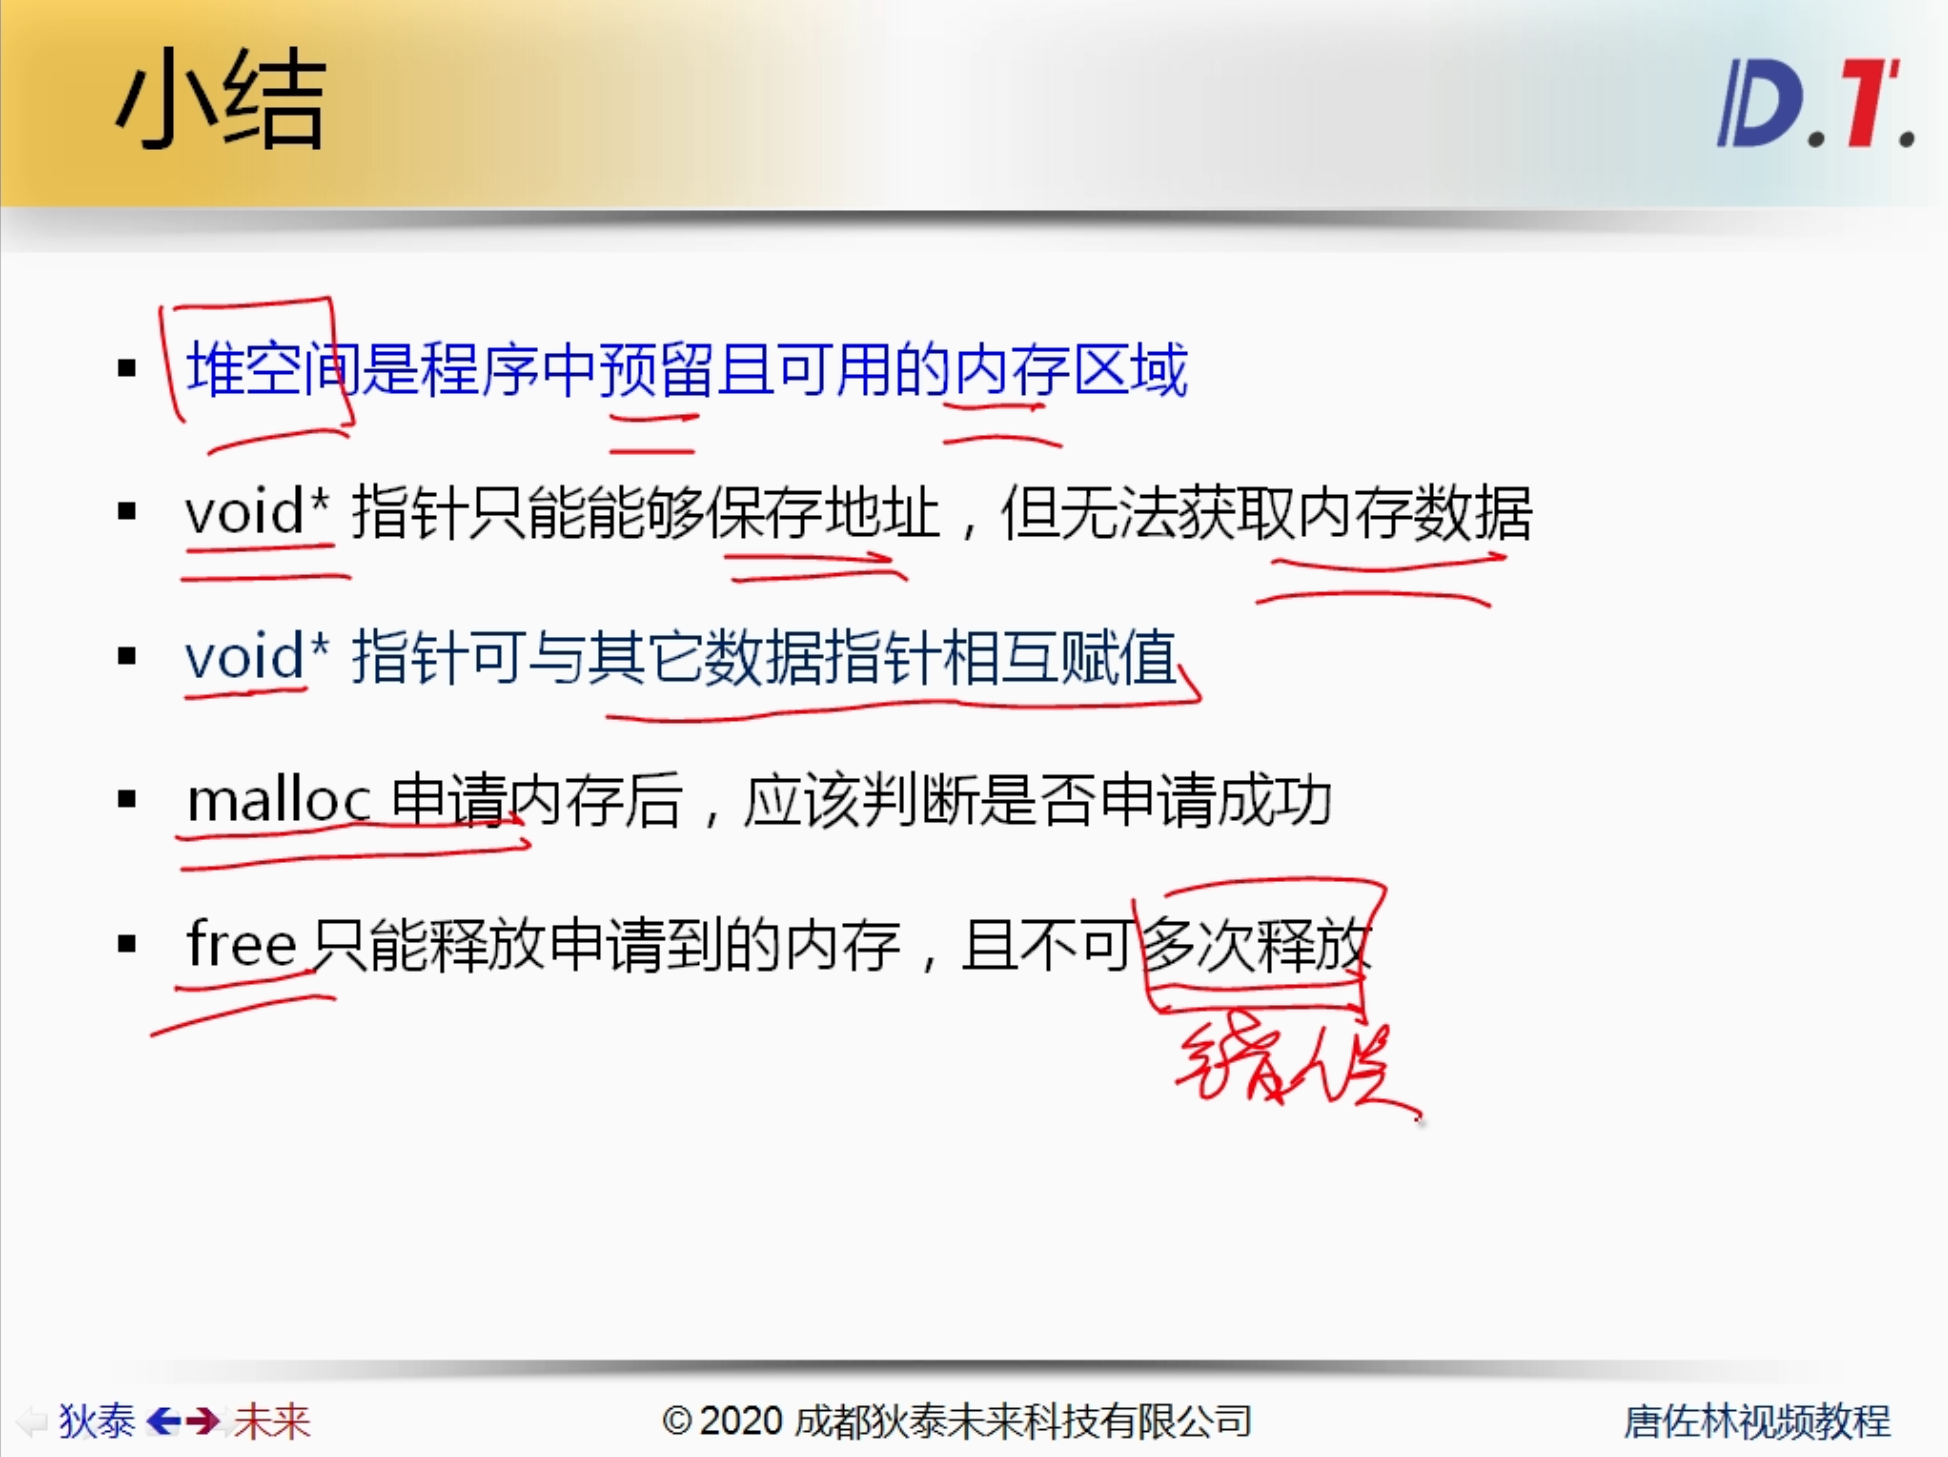 小结
D.T.
堆空间是程序中预留且可用的内存区域
void* 指针只能能够保存地址，但无法获取内存数据
void* 指针可与其它数据指针相互赋值
malloc 申请内存后，应该判断是否申请成功
free 只能释放申请到的内存，且不可多次释放
错误
狄泰 未来
© 2020 成都狄泰未来科技有限公司
唐佐林视频教程